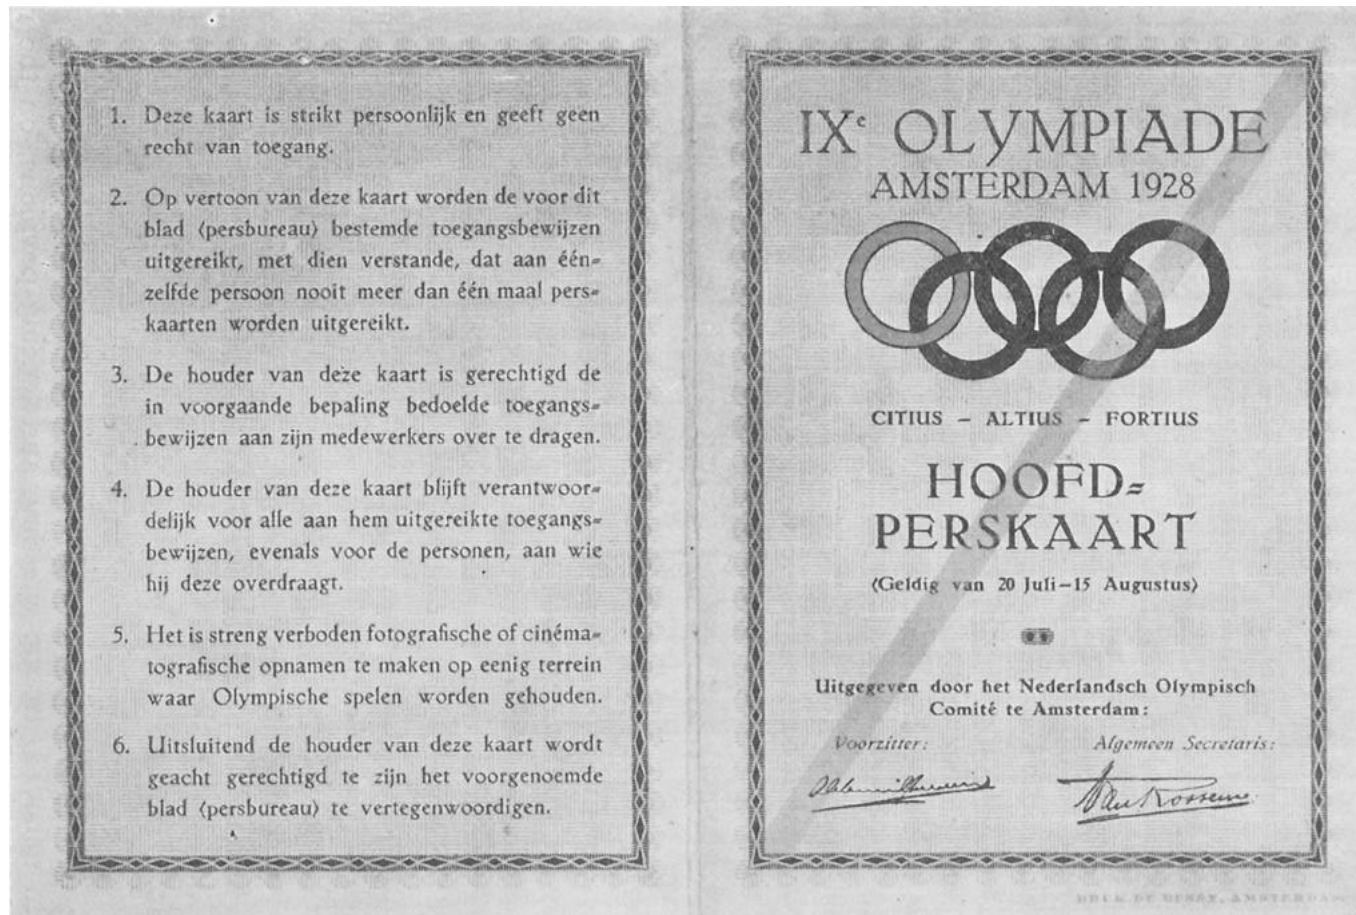 1. Deze kaart is strikt persoonlijk en geeft geen
recht van toegang.
2. Op vertoon van deze kaart worden de voor dit
blad (persbureau) bestemde toegangsbewijzen
uitgereikt, met dien verstande, dat aan één=
zelfde persoon nooit meer dan één maal pers=
kaarten worden uitgereikt.
3. De houder van deze kaart is gerechtigd de
in voorgaande bepaling bedoelde toegangs=
bewijzen aan zijn medewerkers over te dragen.
4. De houder van deze kaart blijft verantwoor=
delijk voor alle aan hem uitgereikte toegangs=
bewijzen, evenals voor de personen, aan wie
hij deze overdraagt.
5. Het is streng verboden fotografische of cinéma=
tografische opnamen te maken op eenig terrein
waar Olympische spelen worden gehouden.
6. Uitsluitend de houder van deze kaart wordt
geacht gerechtigd te zijn het voorgenoemde
blad (persbureau) te vertegenwoordigen.
IXe OLYMPIADE
AMSTERDAM 1928
CITIUS – ALTIUS – FORTIUS
HOOFD=
PERSKAART
(Geldig van 20 Juli–15 Augustus)
Uitgegeven door het Nederlandsch Olympisch
Comité te Amsterdam:
Voorzitter: Algemeen Secretaris:
van Rossem
DRUK DE BUSSY, AMSTERDAM